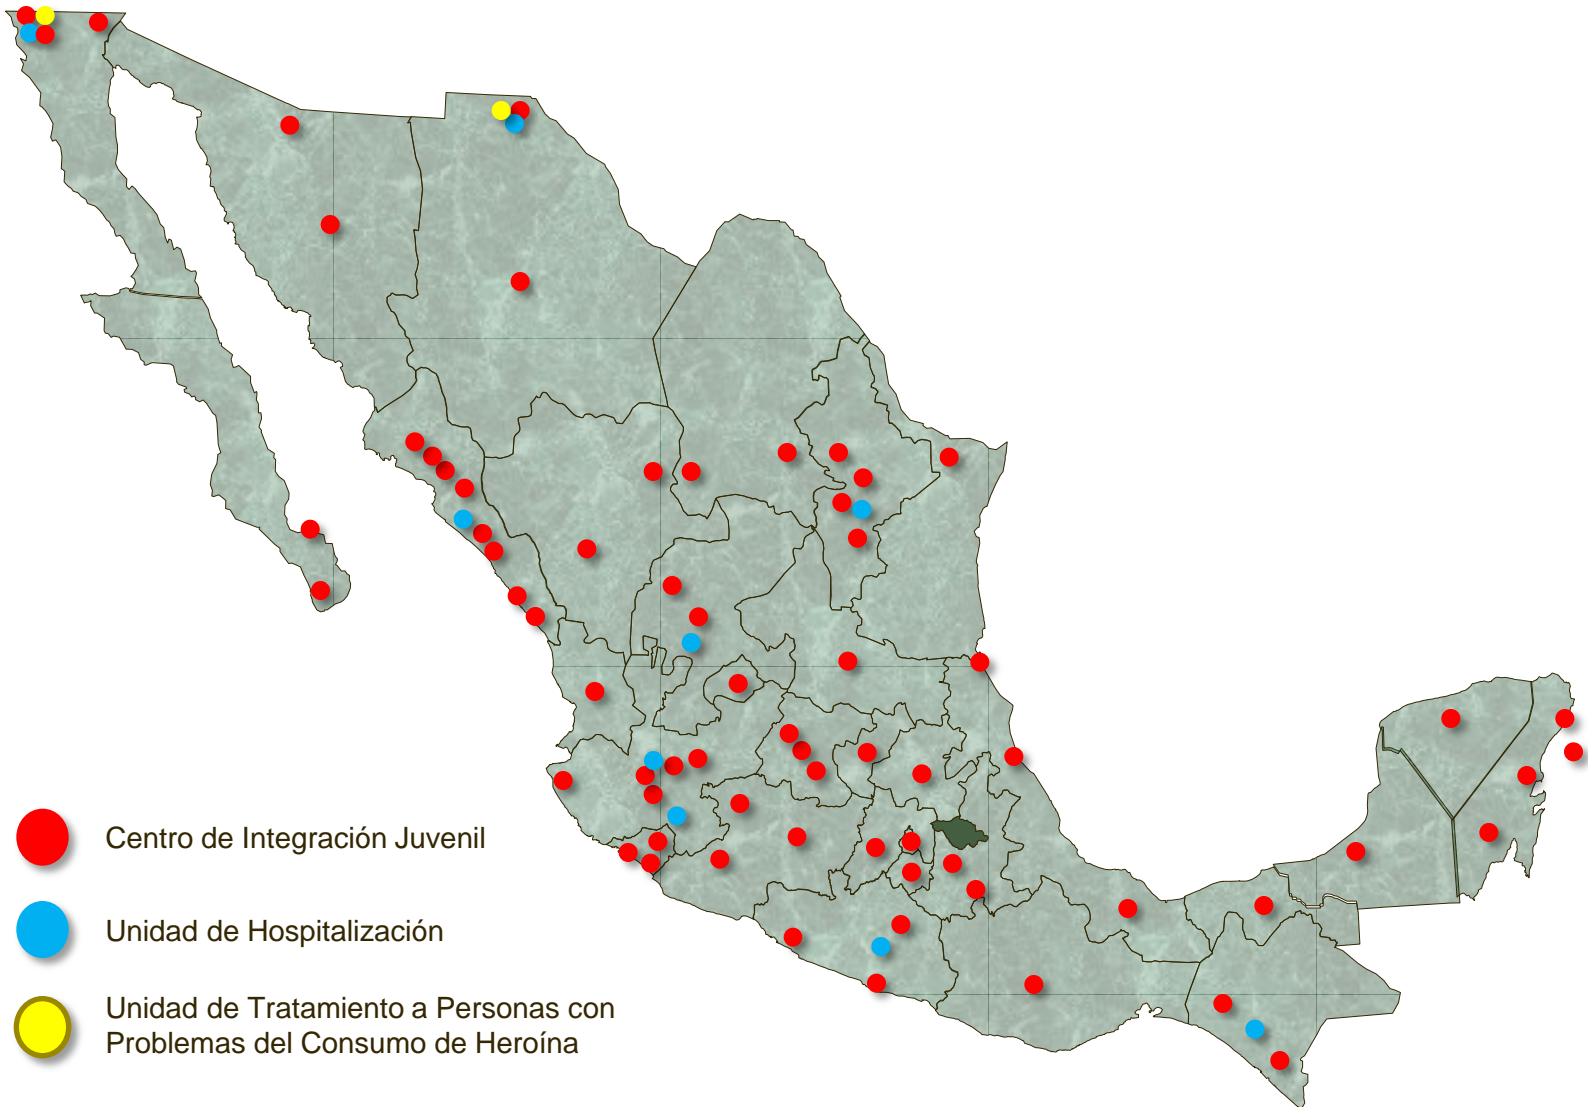 Centro de Integración Juvenil
Unidad de Hospitalización
Unidad de Tratamiento a Personas con
Problemas del Consumo de Heroína